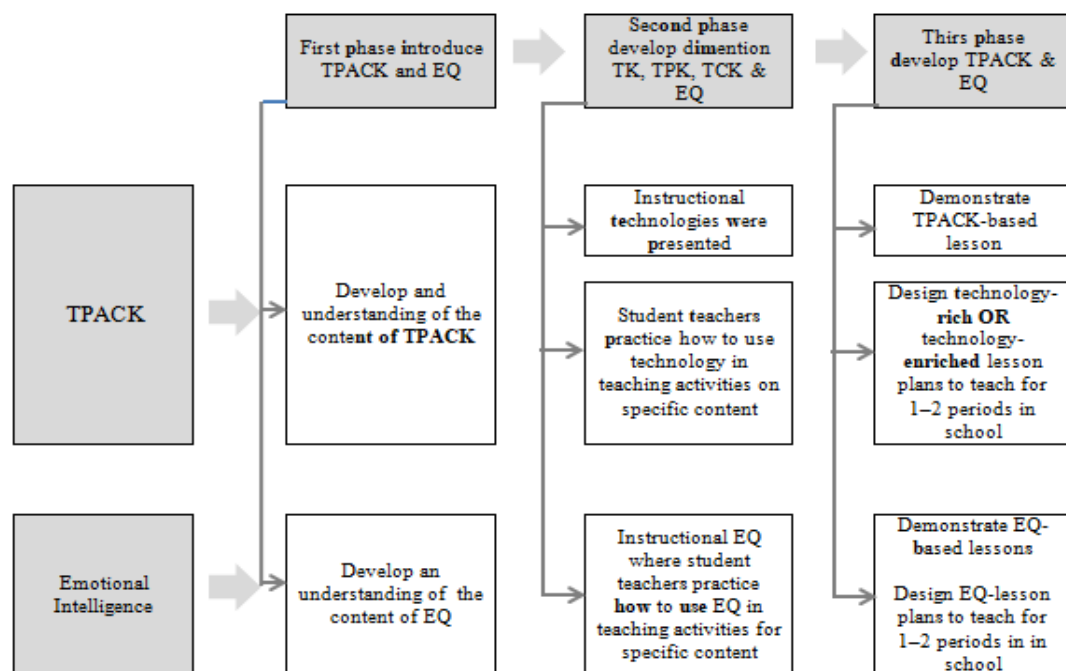 First phase introduce
TPACK and EQ
Second phase
develop dimention
TK, TPK, TCK &
EQ
Thirs phase
develop TPACK &
EQ
TPACK
Develop and
understanding of the
content of TPACK
Instructional
technologies were
presented
Student teachers
practice how to use
technology in
teaching activities on
specific content
Demonstrate
TPACK-based
lesson
Design technology-
rich OR
technology-
enriched lesson
plans to teach for
1–2 periods in
school
Emotional
Intelligence
Develop an
understanding of the
content of EQ
Instructional EQ
where student
teachers practice
how to use EQ in
teaching activities for
specific content
Demonstrate EQ-
based lessons
Design EQ-lesson
plans to teach for
1–2 periods in in
school